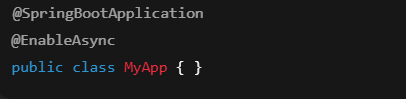 @SpringBootApplication
@EnableAsync
public class MyApp { }